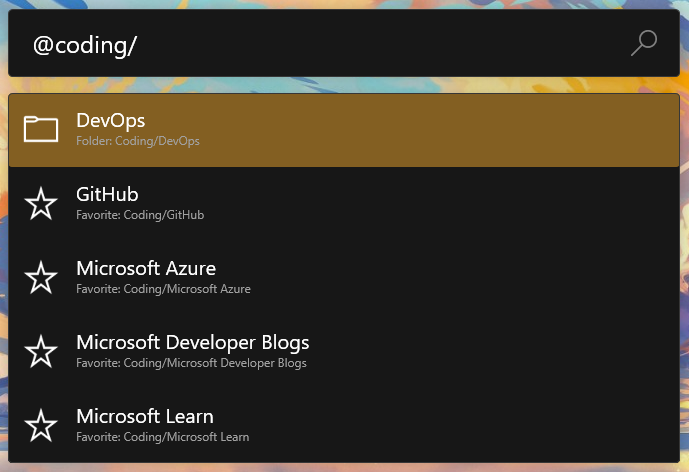 @coding/
DevOps
Folder: Coding/DevOps
GitHub
Favorite: Coding/GitHub
Microsoft Azure
Favorite: Coding/Microsoft Azure
Microsoft Developer Blogs
Favorite: Coding/Microsoft Developer Blogs
Microsoft Learn
Favorite: Coding/Microsoft Learn